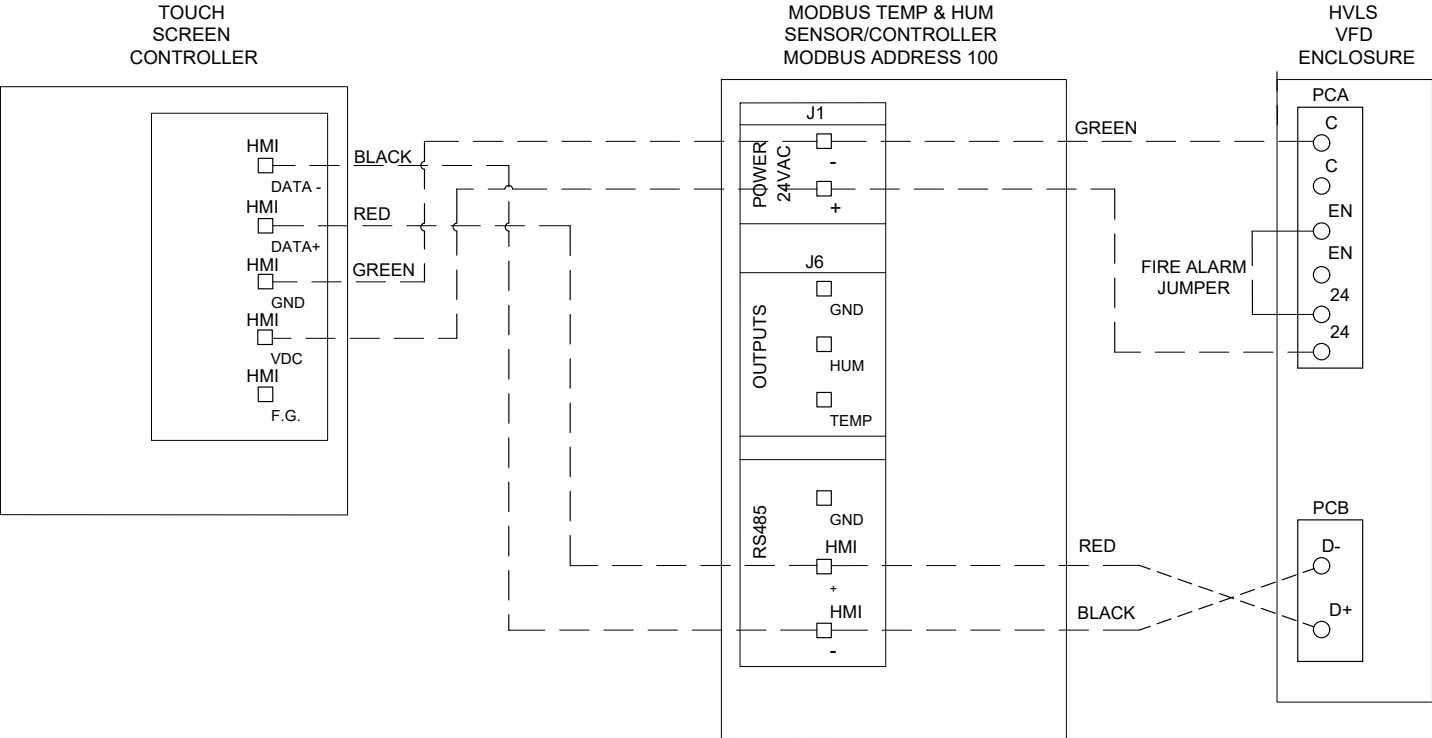 TOUCH
SCREEN
CONTROLLER
HMI
DATA -
HMI
DATA+
HMI
GND
HMI
VDC
HMI
F.G.
BLACK
RED
GREEN
MODBUS TEMP & HUM
SENSOR/CONTROLLER
MODBUS ADDRESS 100
J1
POWER
24VAC
-
+
J6
OUTPUTS
GND
HUM
TEMP
RS485
GND
HMI
+
HMI
-
GREEN
FIRE ALARM
JUMPER
RED
BLACK
HVLS
VFD
ENCLOSURE
PCA
C
C
EN
EN
24
24
PCB
D-
D+